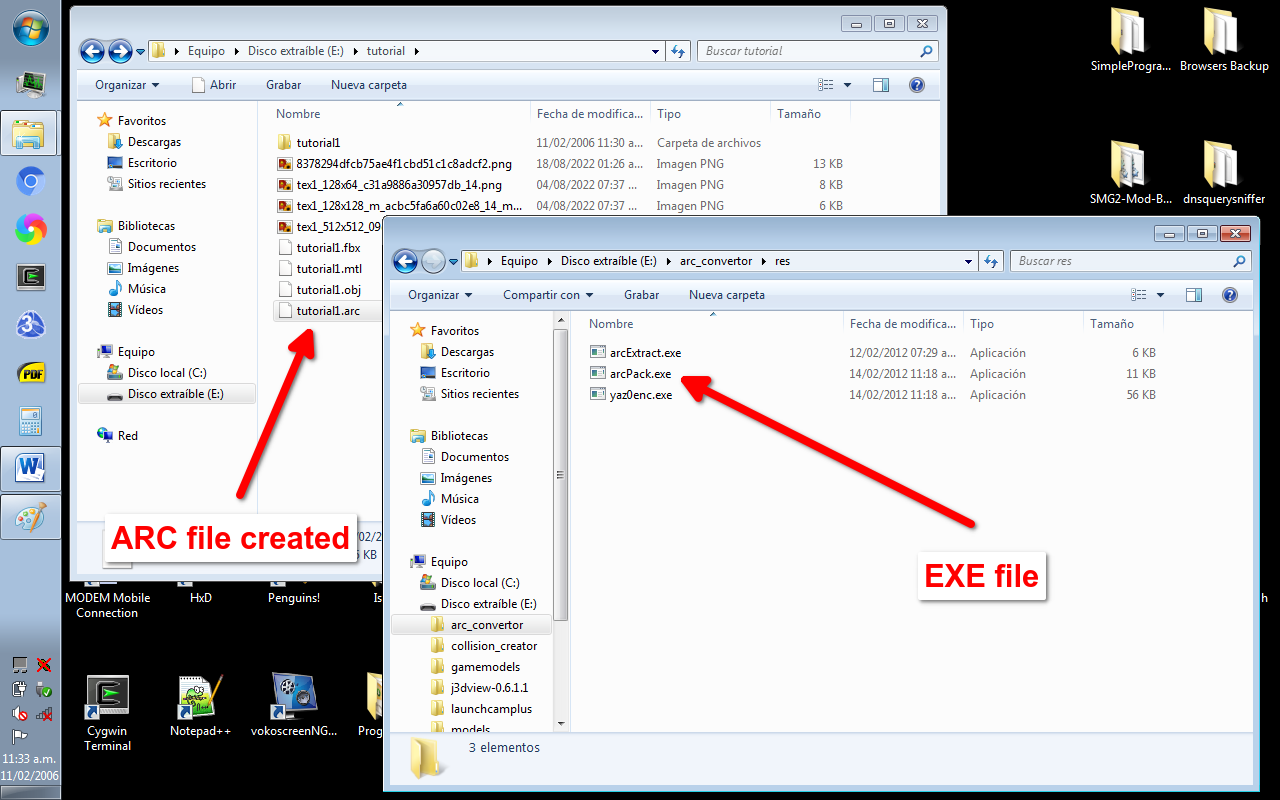 Equipo
Disco extraíble (E:)
tutorial
Buscar tutorial
Organizar
Abrir
Grabar
Nueva carpeta
Favoritos
Descargas
Escritorio
Sitios recientes
Bibliotecas
Documentos
Imágenes
Música
Vídeos
Equipo
Disco local (C:)
Disco extraíble (E:)
Red
Nombre
Fecha de modifica...
Tipo
Tamaño
tutorial1
11/02/2006 11:30 a...
Carpeta de archivos
8378294dfcb75ae4f1cbd51c1c8adcf2.png
18/08/2022 01:26 a...
Imagen PNG
13 KB
tex1_128x64_c31a9886a30957db_14.png
04/08/2022 07:37 ...
Imagen PNG
8 KB
tex1_128x128_m_acbc5fa6a60c02e8_14_m...
04/08/2022 07:37 ...
Imagen PNG
6 KB
tex1_512x512_09
tutorial1.fbx
tutorial1.mtl
tutorial1.obj
tutorial1.arc
ARC file created
KB
Equipo
Disco extraíble (E:)
arc_convertor
res
Buscar res
Organizar
Compartir con
Grabar
Nueva carpeta
Favoritos
Descargas
Escritorio
Sitios recientes
Bibliotecas
Documentos
Imágenes
Música
Vídeos
Equipo
Disco local (C:)
Disco extraíble (E:)
arc_convertor
collision_creator
gamemodels
j3dview-0.6.1.1
launchcamplus
models
Nombre
Fecha de modifica...
Tipo
Tamaño
arcExtract.exe
12/02/2012 07:29 a...
Aplicación
6 KB
arcPack.exe
14/02/2012 11:18 a...
Aplicación
11 KB
yaz0enc.exe
14/02/2012 11:18 a...
Aplicación
56 KB
EXE file
3 elementos
SimpleProgra...
Browsers Backup
SMG2-Mod-B...
dnsquerysniffer
MODEM Mobile
Connection
HxD
Penguins!
Is
h
Cygwin
Terminal
Notepad++
vokoscreenNG...
Prog
PDF
11:33 a.m.
11/02/2006